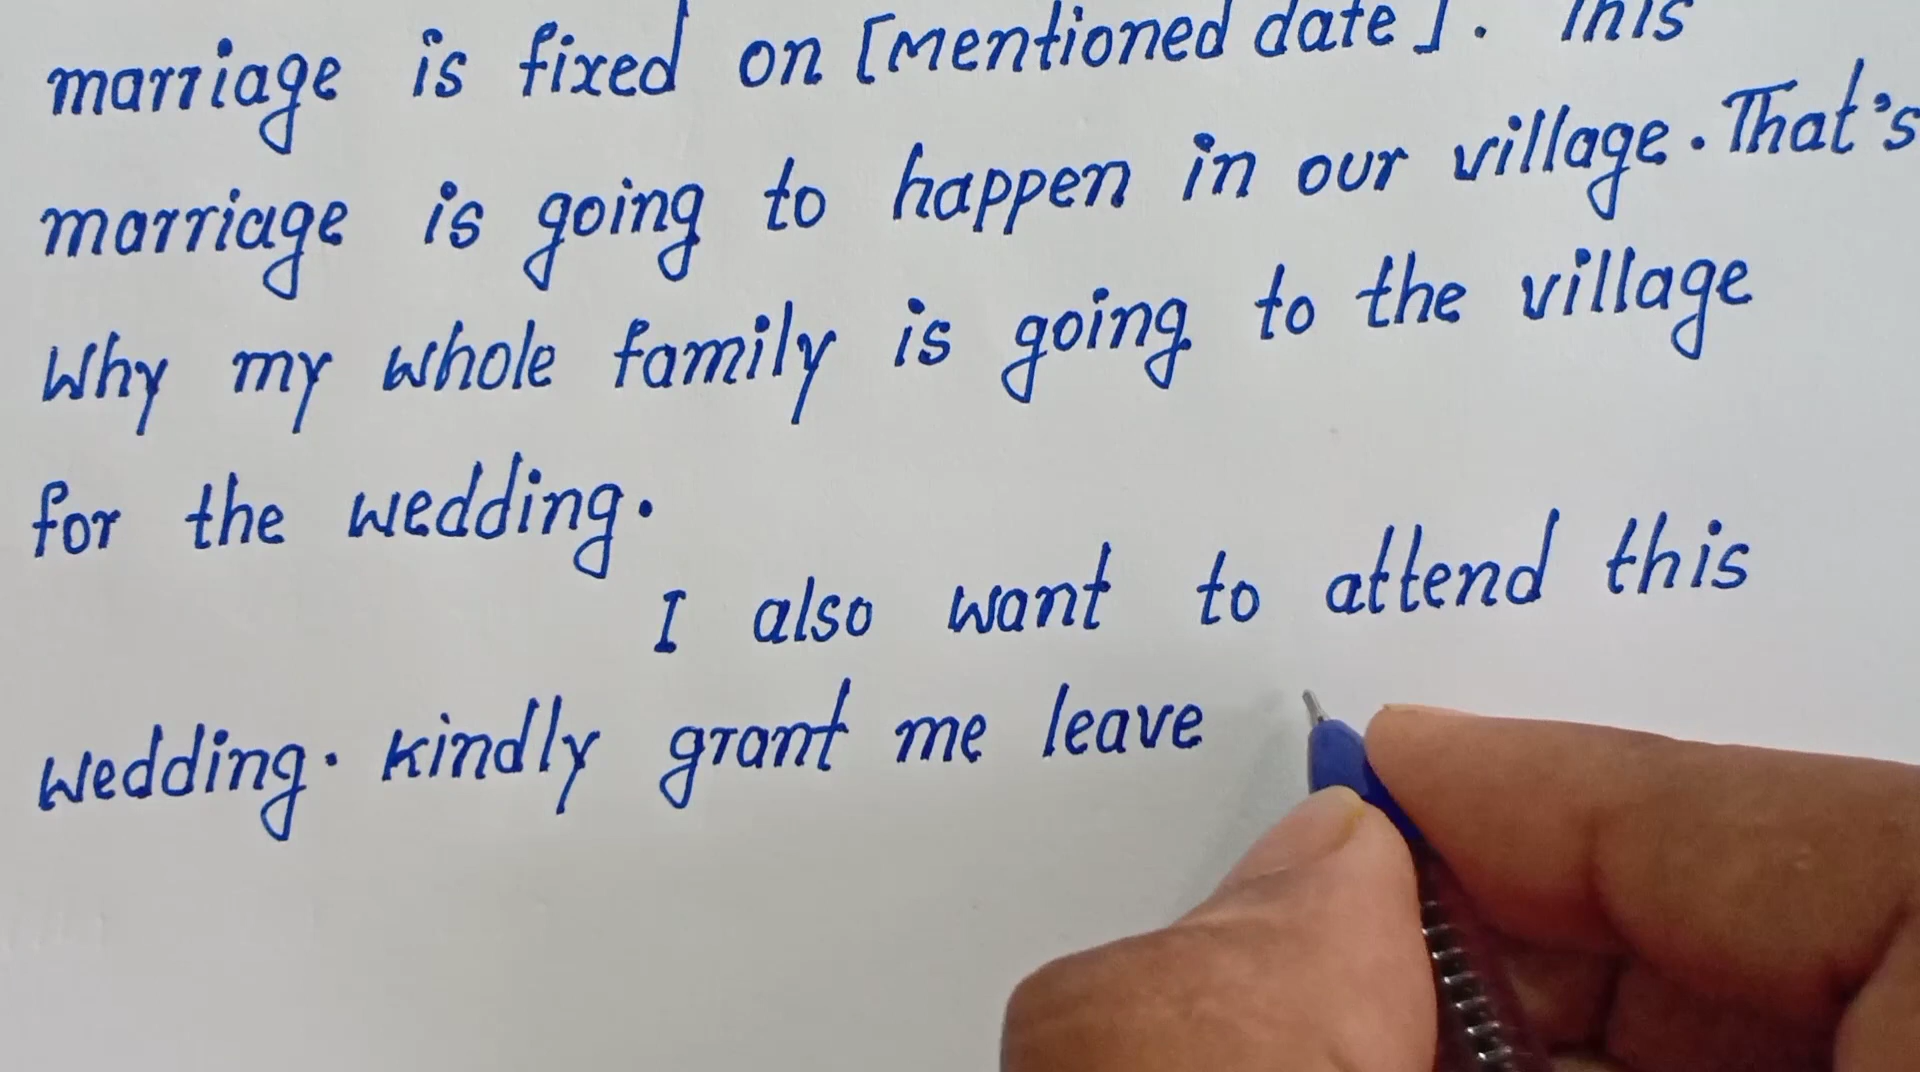 marriage is fixed on [Mentioned date]. This
marriage is going to happen in our village. That's
Why my whole family is going to the village
for the wedding.
I also want to attend this
wedding. Kindly grant me leave